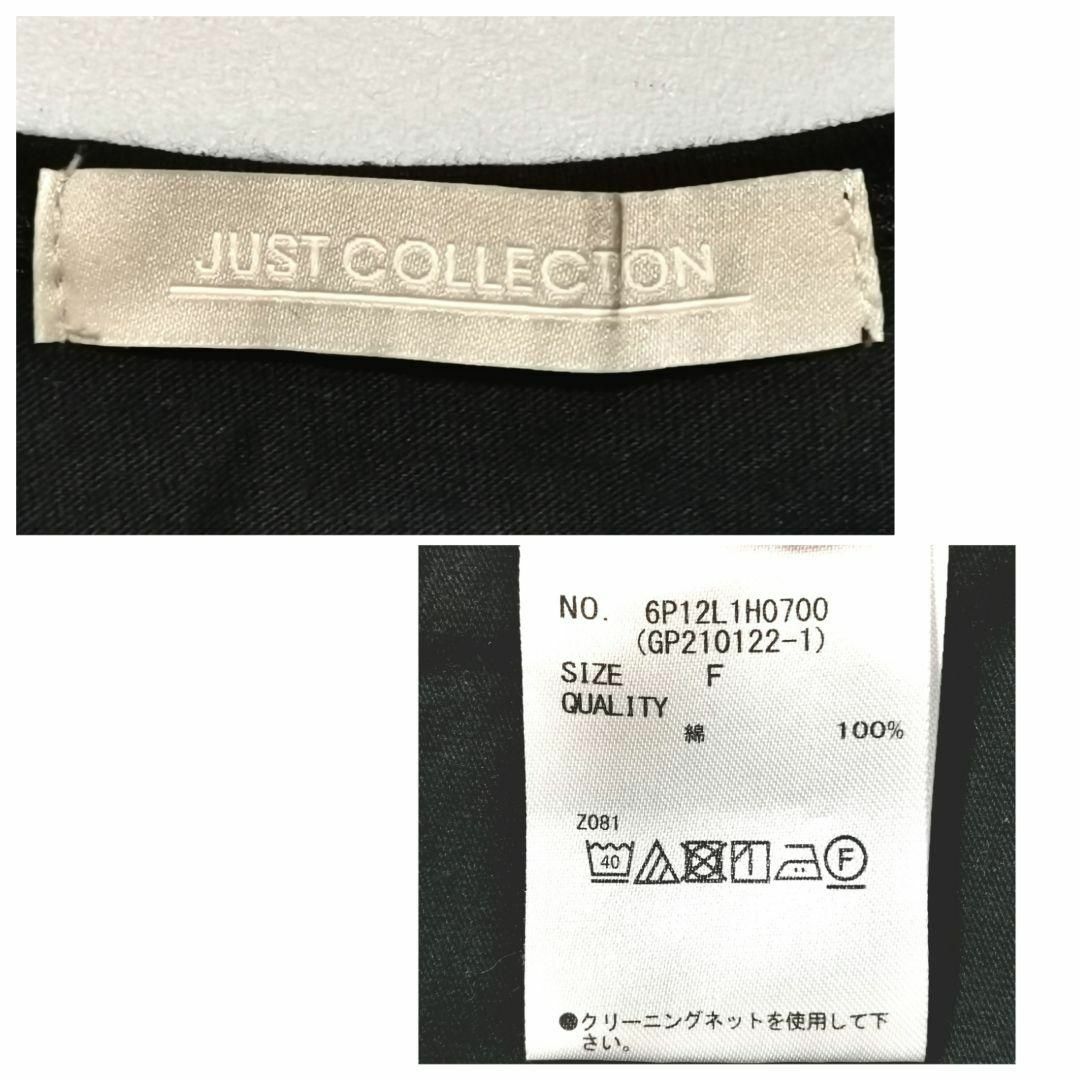 JUST COLLECTION
NO. 6P12L1H0700
(GP210122-1)
SIZE F
QUALITY
綿 100%
Z081
40 F
●クリーニングネットを使用して下
さい。